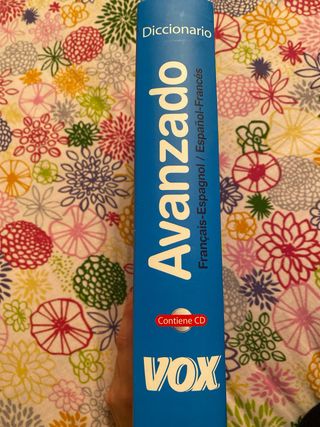 Diccionario
Avanzado
Français-Espagnol / Español-Francés
Contiene CD
VOX